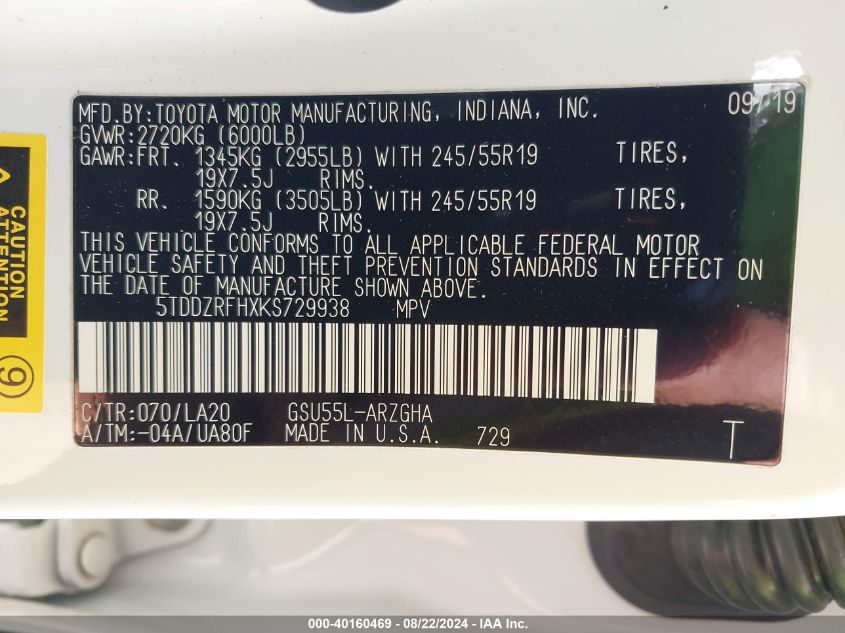 MFD.BY:TOYOTA MOTOR MANUFACTURING, INDIANA, INC. 09/19
GVWR:2720KG (6000LB)
GAWR:FRT. 1345KG (2955LB) WITH 245/55R19 TIRES,
19X7.5J RIMS.
RR. 1590KG (3505LB) WITH 245/55R19 TIRES,
19X7.5J RIMS.
THIS VEHICLE CONFORMS TO ALL APPLICABLE FEDERAL MOTOR
VEHICLE SAFETY AND THEFT PREVENTION STANDARDS IN EFFECT ON
THE DATE OF MANUFACTURE SHOWN ABOVE.
5TDDZRFHXKS729938 MPV
C/TR:070/LA20 GSU55L-ARZGHA
A/TM:-04A/UA80F MADE IN U.S.A. 729 T
CAUTION
ATTENTION
9
000-40160469 - 08/22/2024 - IAA Inc.